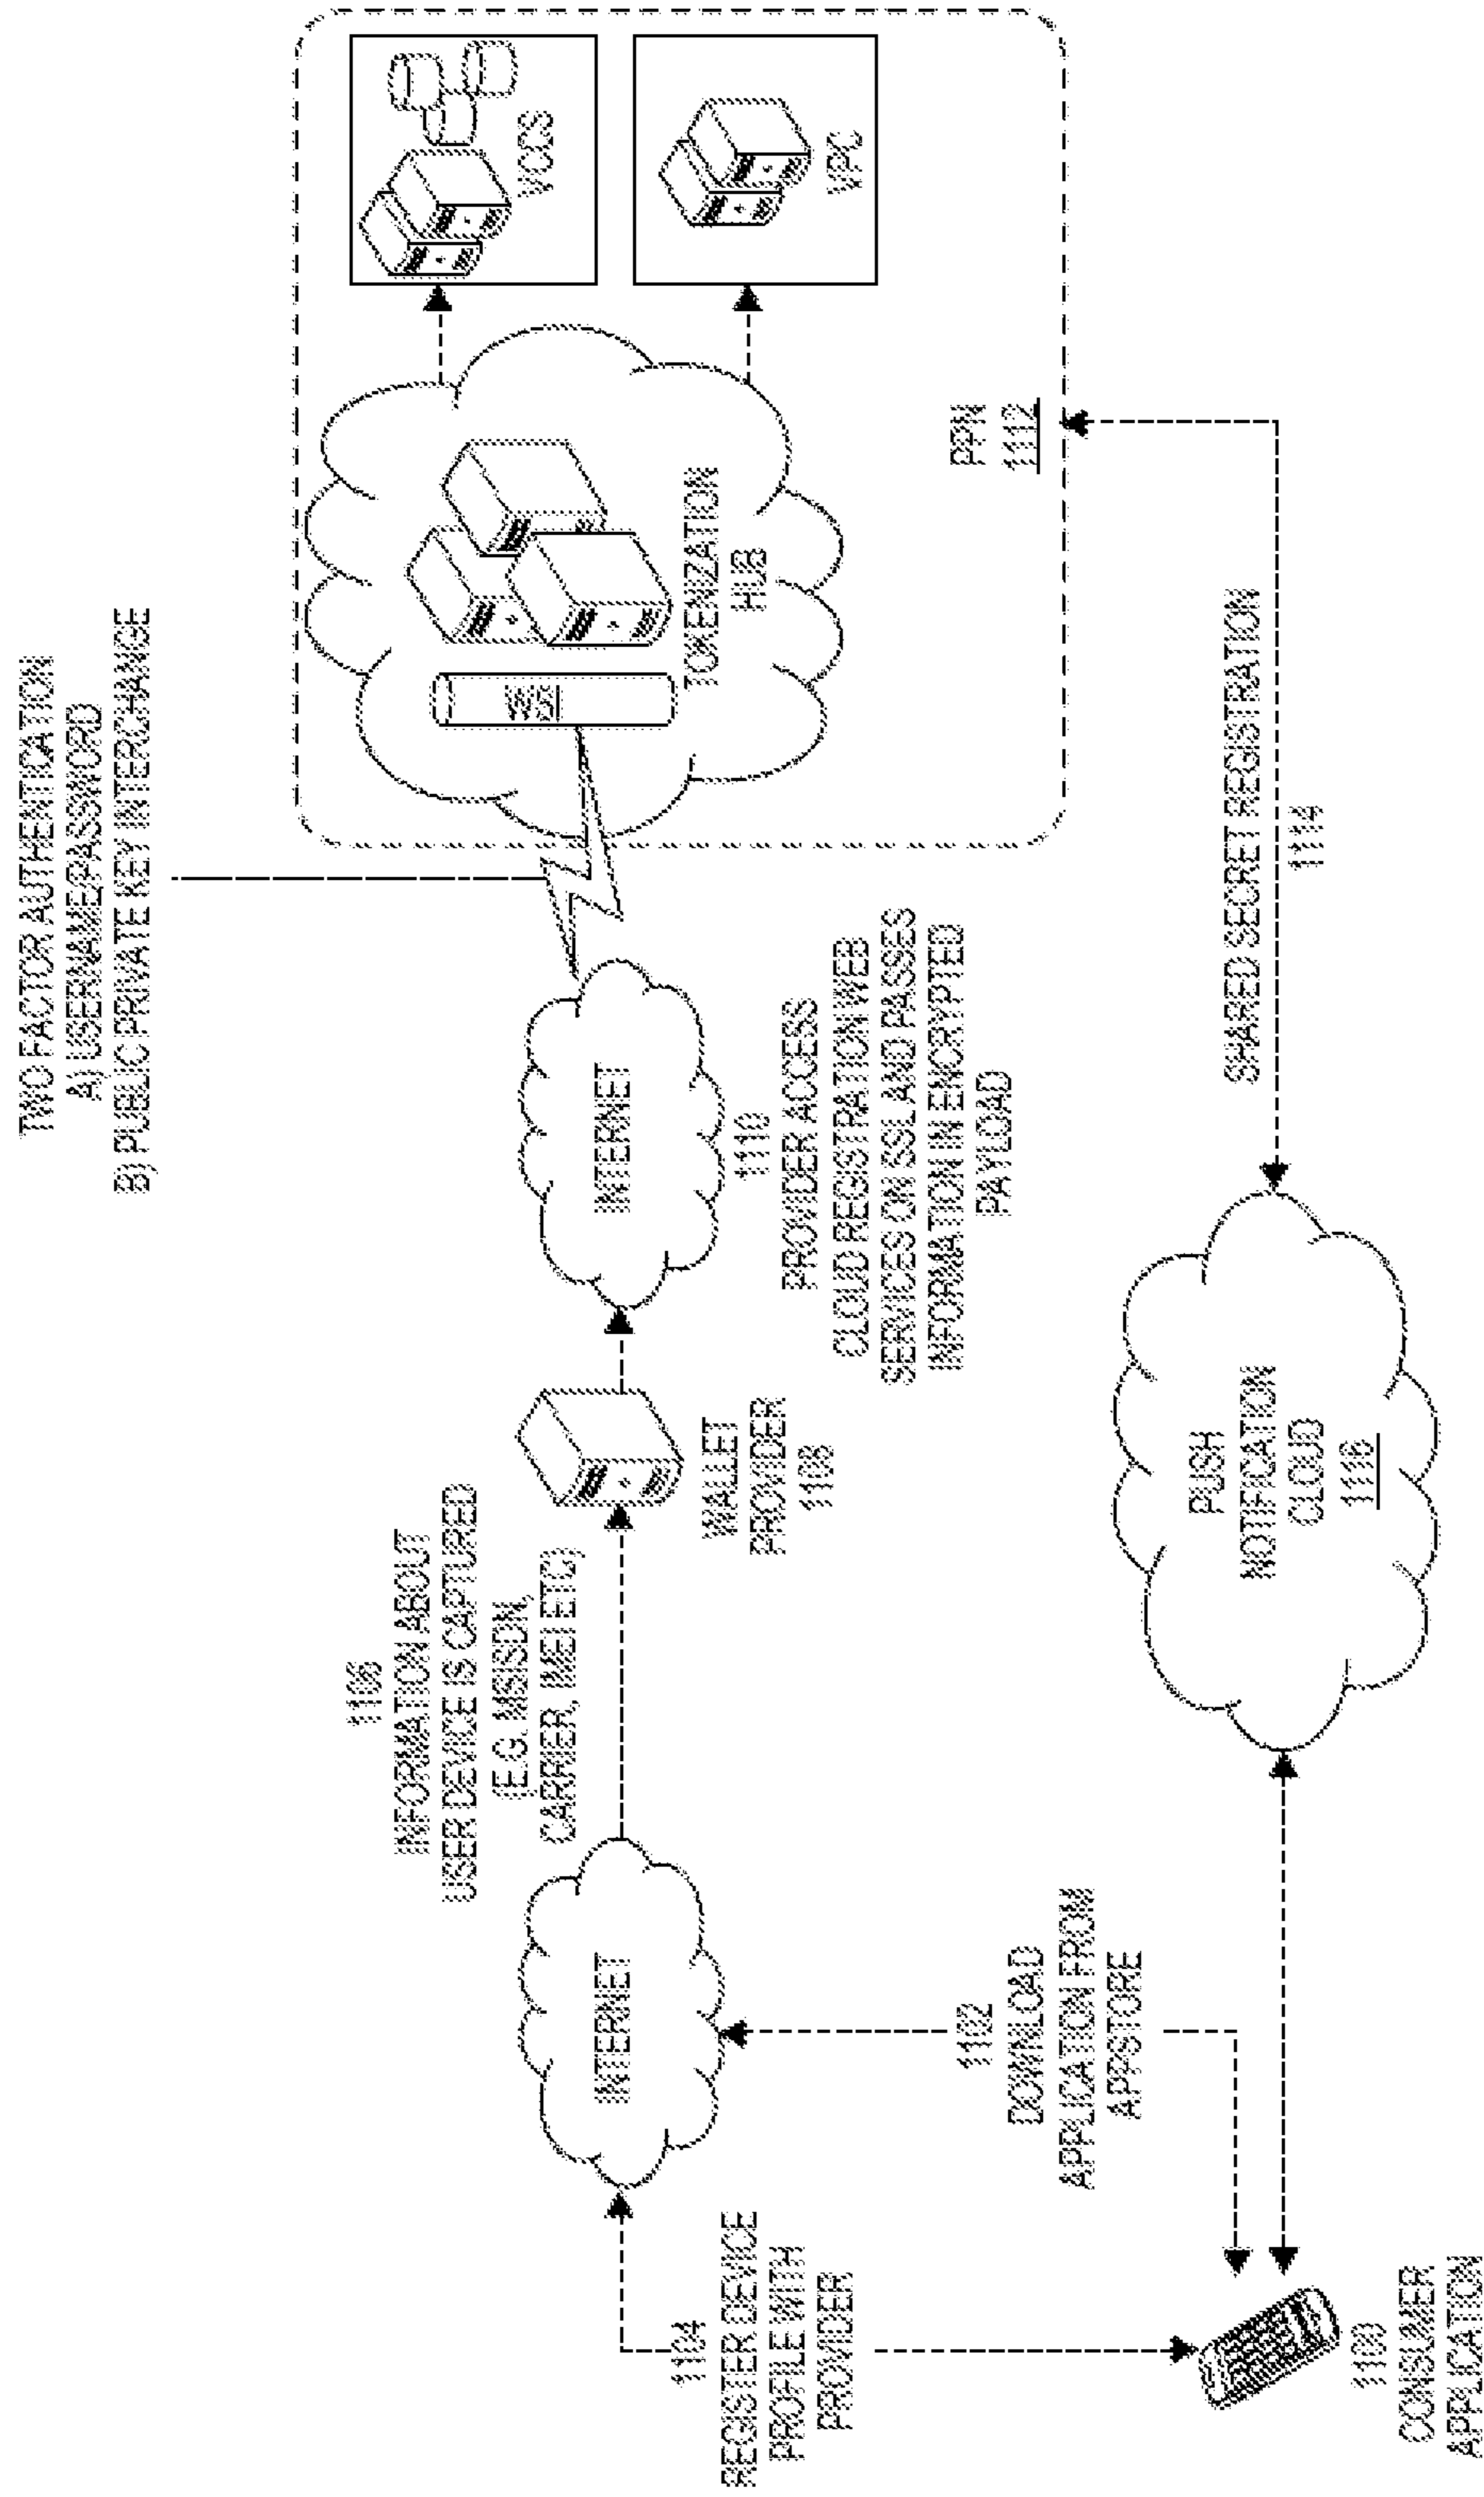 TWO FACTOR AUTHENTICATION
A) USERNAME/PASSWORD
B) PUBLIC PRIVATE KEY INTERCHANGE
1106
INFORMATION ABOUT
USER DEVICE IS CAPTURED
(E.G. MSISDN,
CARRIER, IMEI ETC)
INTERNET
WALLET
PROVIDER
1108
INTERNET
1110
PROVIDER ACCESS
CLOUD REGISTRATION WEB
SERVICES ON SSL AND PASSES
INFORMATION IN ENCRYPTED
PAYLOAD
WSI
TOKENIZATION
HUB
VCCS
VPC
PPN
1112
1104
REGISTER DEVICE
PROFILE WITH
PROVIDER
1102
DOWNLOAD
APPLICATION FROM
APPSTORE
SHARED SECRET REGISTRATION
1114
PUSH
NOTIFICATION
CLOUD
1116
1100
CONSUMER
APPLICATION